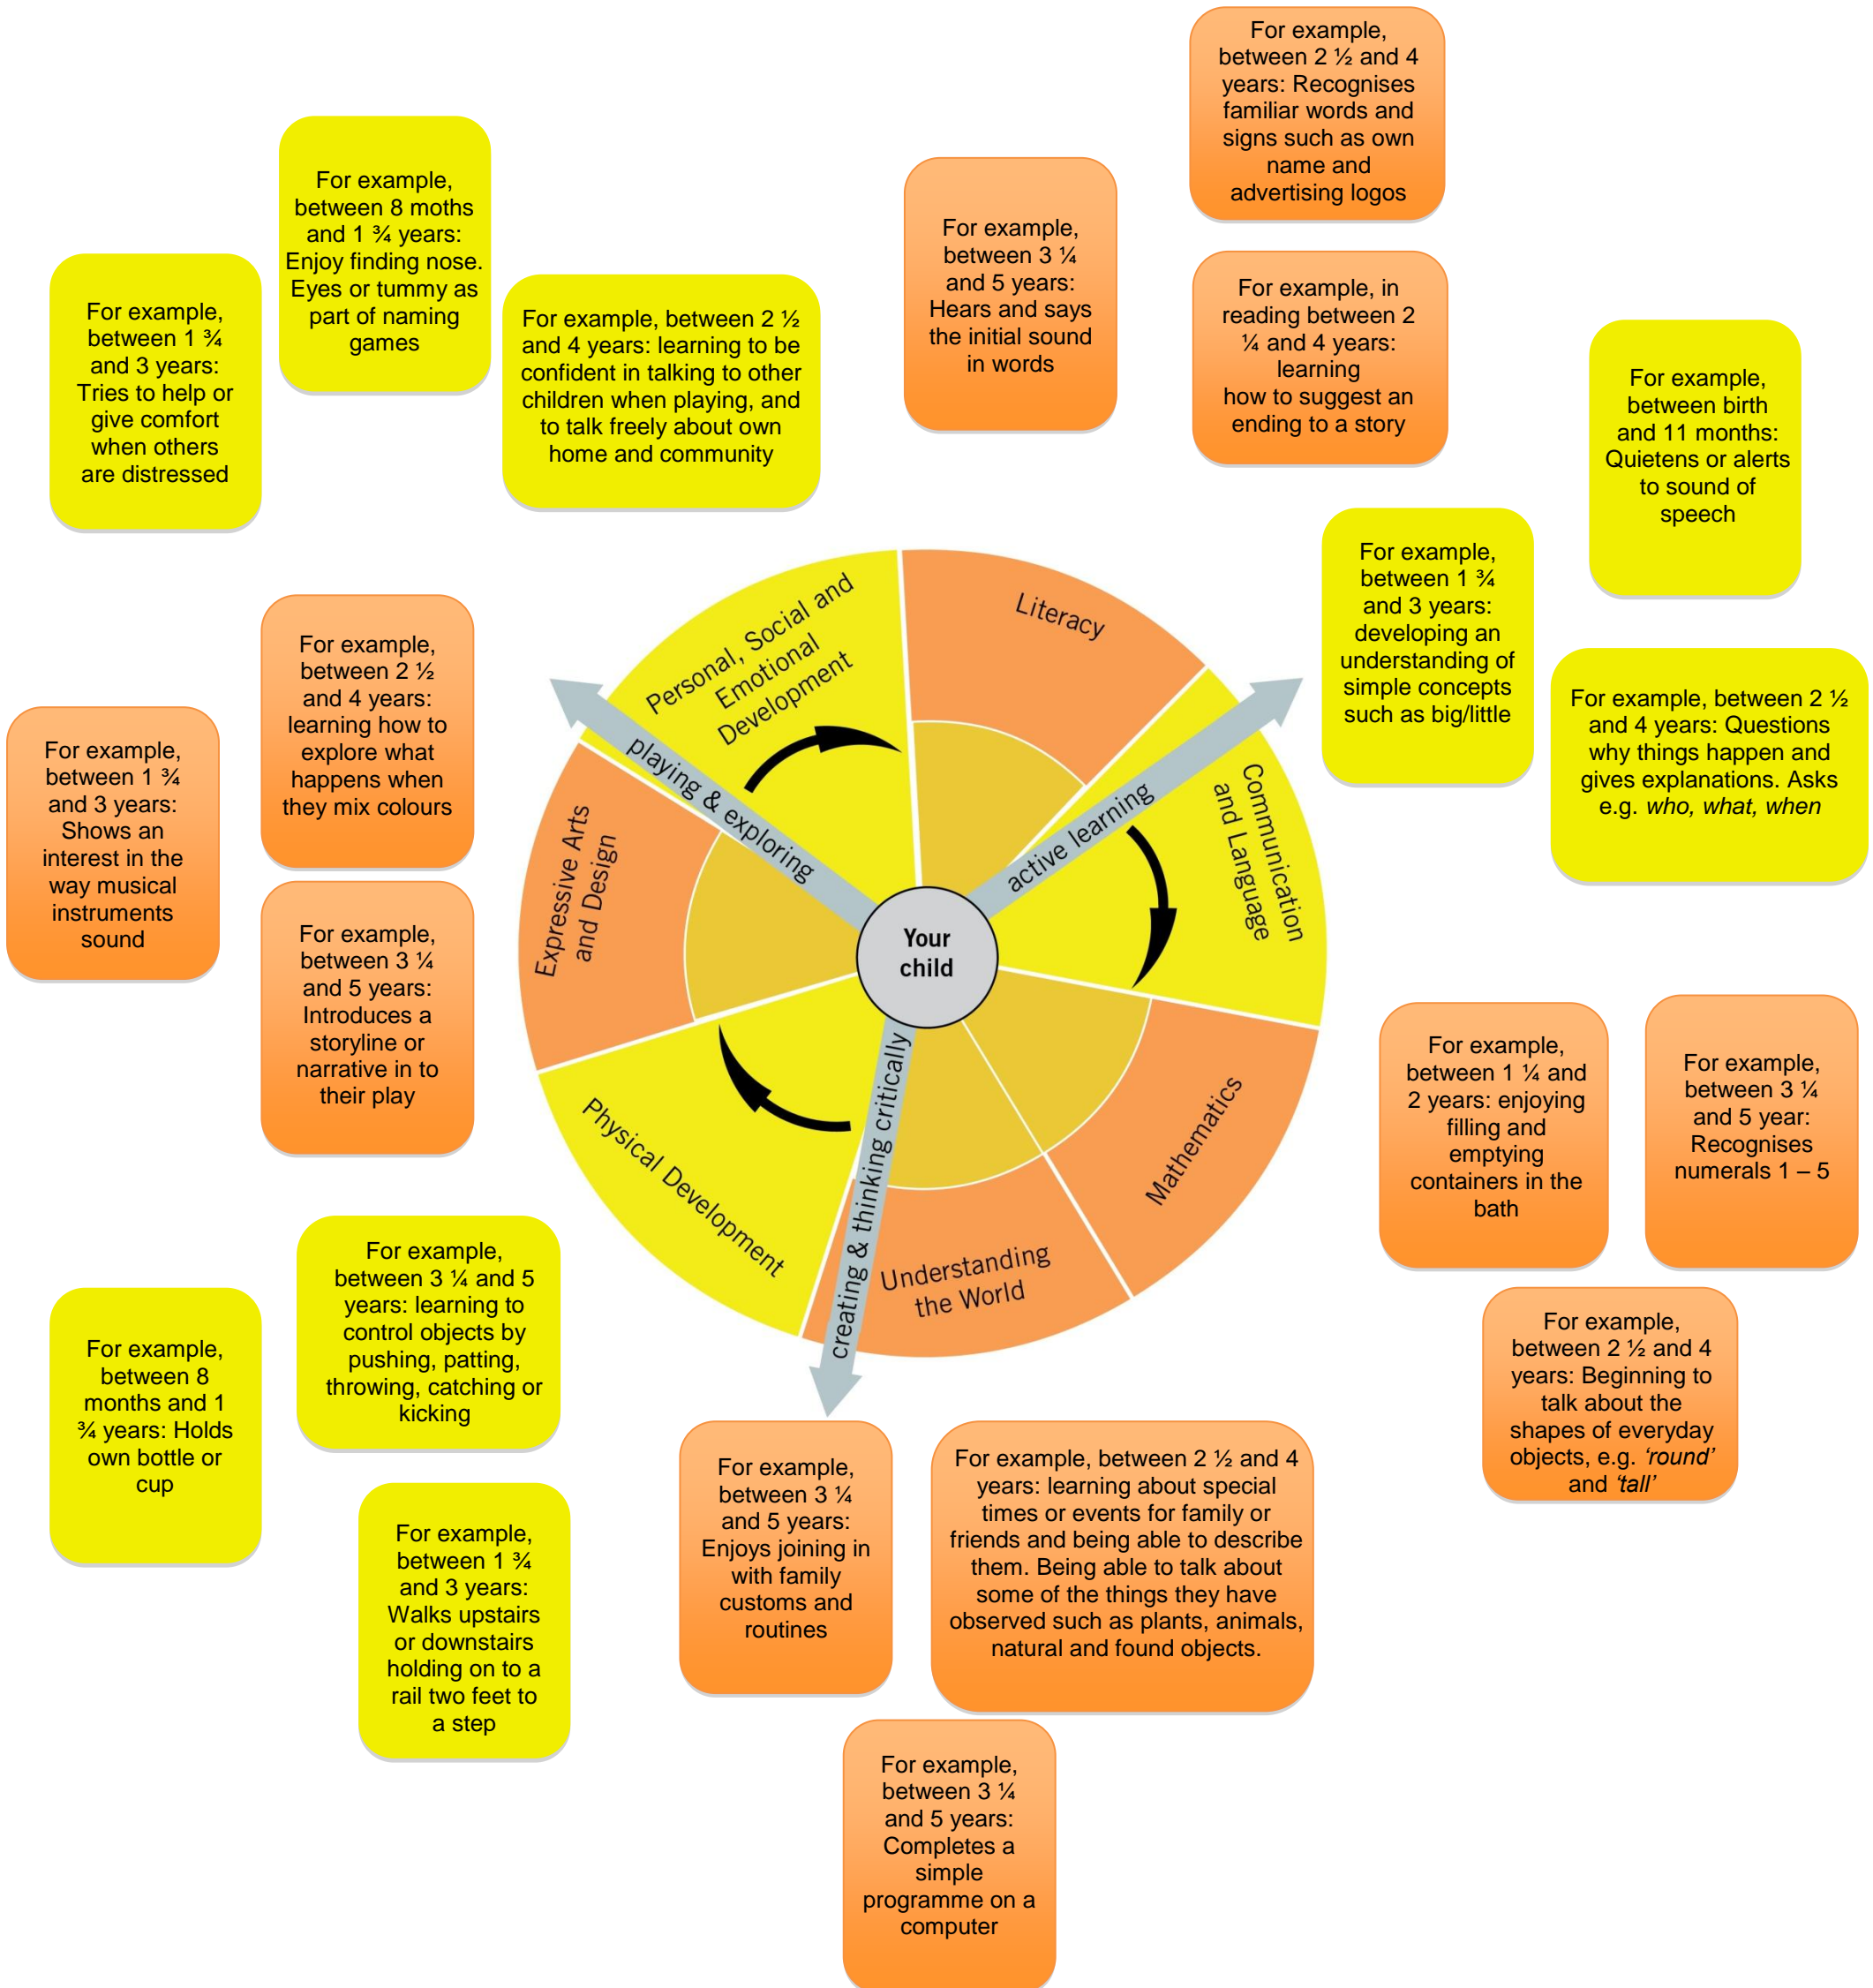 For example,
between 2 ½ and 4
years: Recognises
familiar words and
signs such as own
name and
advertising logos
For example,
between 8 moths
and 1 ¾ years:
Enjoy finding nose.
Eyes or tummy as
part of naming
games
For example,
between 3 ¼
and 5 years:
Hears and says
the initial sound
in words
For example,
between 1 ¾
and 3 years:
Tries to help or
give comfort
when others
are distressed
For example, between 2 ½
and 4 years: learning to be
confident in talking to other
children when playing, and
to talk freely about own
home and community
For example, in
reading between 2
¼ and 4 years:
learning
how to suggest an
ending to a story
For example,
between birth
and 11 months:
Quietens or alerts
to sound of
speech
For example,
between 1 ¾
and 3 years:
developing an
understanding of
simple concepts
such as big/little
For example, between 2 ½
and 4 years: Questions
why things happen and
gives explanations. Asks
e.g. who, what, when
For example,
between 2 ½
and 4 years:
learning how to
explore what
happens when
they mix colours
For example,
between 1 ¾
and 3 years:
Shows an
interest in the
way musical
instruments
sound
For example,
between 3 ¼
and 5 years:
Introduces a
storyline or
narrative in to
their play
Personal, Social and
Emotional
Development
Literacy
playing & exploring
active learning
Communication
and Language
Expressive Arts
and Design
Your
child
Physical Development
creating & thinking critically
Understanding
the World
Mathematics
For example,
between 1 ¼ and
2 years: enjoying
filling and
emptying
containers in the
bath
For example,
between 3 ¼
and 5 year:
Recognises
numerals 1 – 5
For example,
between 2 ½ and 4
years: Beginning to
talk about the
shapes of everyday
objects, e.g. ‘round’
and ‘tall’
For example,
between 3 ¼ and 5
years: learning to
control objects by
pushing, patting,
throwing, catching or
kicking
For example,
between 8
months and 1
¾ years: Holds
own bottle or
cup
For example,
between 1 ¾
and 3 years:
Walks upstairs
or downstairs
holding on to a
rail two feet to
a step
For example,
between 3 ¼
and 5 years:
Enjoys joining in
with family
customs and
routines
For example, between 2 ½ and 4
years: learning about special
times or events for family or
friends and being able to describe
them. Being able to talk about
some of the things they have
observed such as plants, animals,
natural and found objects.
For example,
between 3 ¼
and 5 years:
Completes a
simple
programme on a
computer